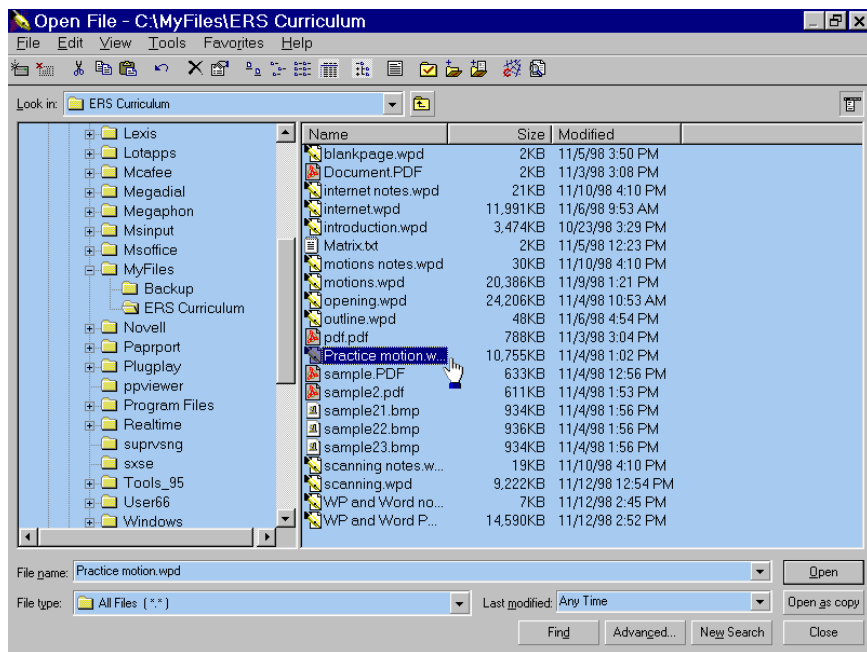 Open File - C:\MyFiles\ERS Curriculum
File Edit View Tools Favorites Help
Look in: ERS Curriculum
Lexis
Lotapps
Mcafee
Megadial
Megaphon
Msinput
Msoffice
MyFiles
Backup
ERS Curriculum
Novell
Paprport
Plugplay
ppviewer
Program Files
Realtime
suprvsng
sxse
Tools_95
User66
Windows
Name Size Modified
blankpage.wpd 2KB 11/5/98 3:50 PM
Document.PDF 2KB 11/3/98 3:08 PM
internet notes.wpd 21KB 11/10/98 4:10 PM
internet.wpd 11,991KB 11/6/98 9:53 AM
introduction.wpd 3,474KB 10/23/98 3:29 PM
Matrix.txt 2KB 11/5/98 12:23 PM
motions notes.wpd 30KB 11/10/98 4:10 PM
motions.wpd 20,386KB 11/9/98 1:21 PM
opening.wpd 24,206KB 11/4/98 10:53 AM
outline.wpd 48KB 11/6/98 4:54 PM
pdf.pdf 788KB 11/3/98 3:04 PM
Practice motion.w... 10,755KB 11/4/98 1:02 PM
sample.PDF 633KB 11/4/98 12:56 PM
sample2.pdf 611KB 11/4/98 1:53 PM
sample21.bmp 934KB 11/4/98 1:56 PM
sample22.bmp 936KB 11/4/98 1:56 PM
sample23.bmp 934KB 11/4/98 1:56 PM
scanning notes.w... 19KB 11/10/98 4:10 PM
scanning.wpd 9,222KB 11/12/98 12:54 PM
WP and Word no... 7KB 11/12/98 2:45 PM
WP and Word P... 14,590KB 11/12/98 2:52 PM
File name: Practice motion.wpd Open
File type: All Files (*.*) Last modified: Any Time Open as copy
Find Advanced... New Search Close